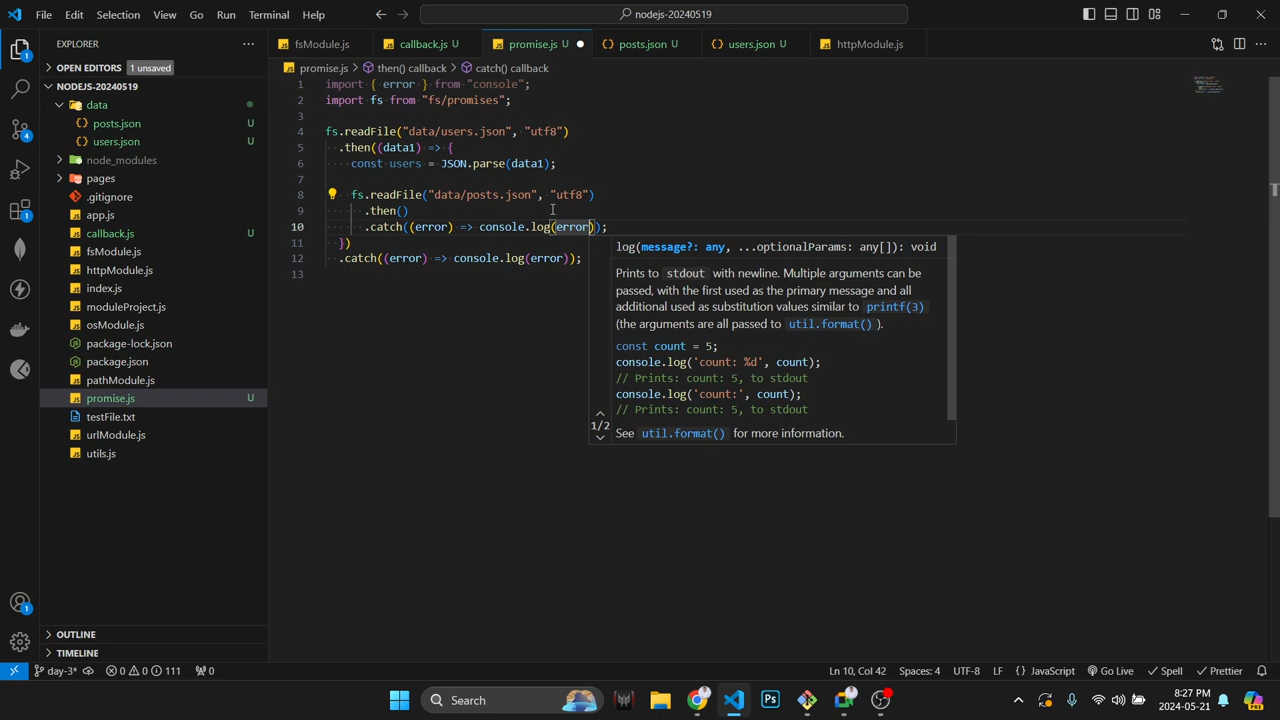 File Edit Selection View Go Run Terminal Help
nodejs-20240519
EXPLORER
fsModule.js
callback.js U
promise.js U
posts.json U
users.json U
httpModule.js
OPEN EDITORS 1 unsaved
promise.js > then() callback > catch() callback
NODEJS-20240519
data
posts.json U
users.json U
node_modules
pages
.gitignore
app.js
callback.js U
fsModule.js
httpModule.js
index.js
moduleProject.js
osModule.js
package-lock.json
package.json
pathModule.js
promise.js U
testFile.txt
urlModule.js
utils.js
OUTLINE
TIMELINE
1 import { error } from "console";
2 import fs from "fs/promises";
3
4 fs.readFile("data/users.json", "utf8")
5 .then((data1) => {
6 const users = JSON.parse(data1);
7
8 fs.readFile("data/posts.json", "utf8")
9 .then()
10 .catch((error) => console.log(error));
11 })
12 .catch((error) => console.log(error));
13
log(message?: any, ...optionalParams: any[]): void
Prints to stdout with newline. Multiple arguments can be
passed, with the first used as the primary message and all
additional used as substitution values similar to printf(3)
(the arguments are all passed to util.format() ).
const count = 5;
console.log('count: %d', count);
// Prints: count: 5, to stdout
console.log('count:', count);
// Prints: count: 5, to stdout
1/2
See util.format() for more information.
day-3* 0 0 111 0
Ln 10, Col 42 Spaces: 4 UTF-8 LF {} JavaScript Go Live Spell Prettier
Search
Ps
8:27 PM
2024-05-21